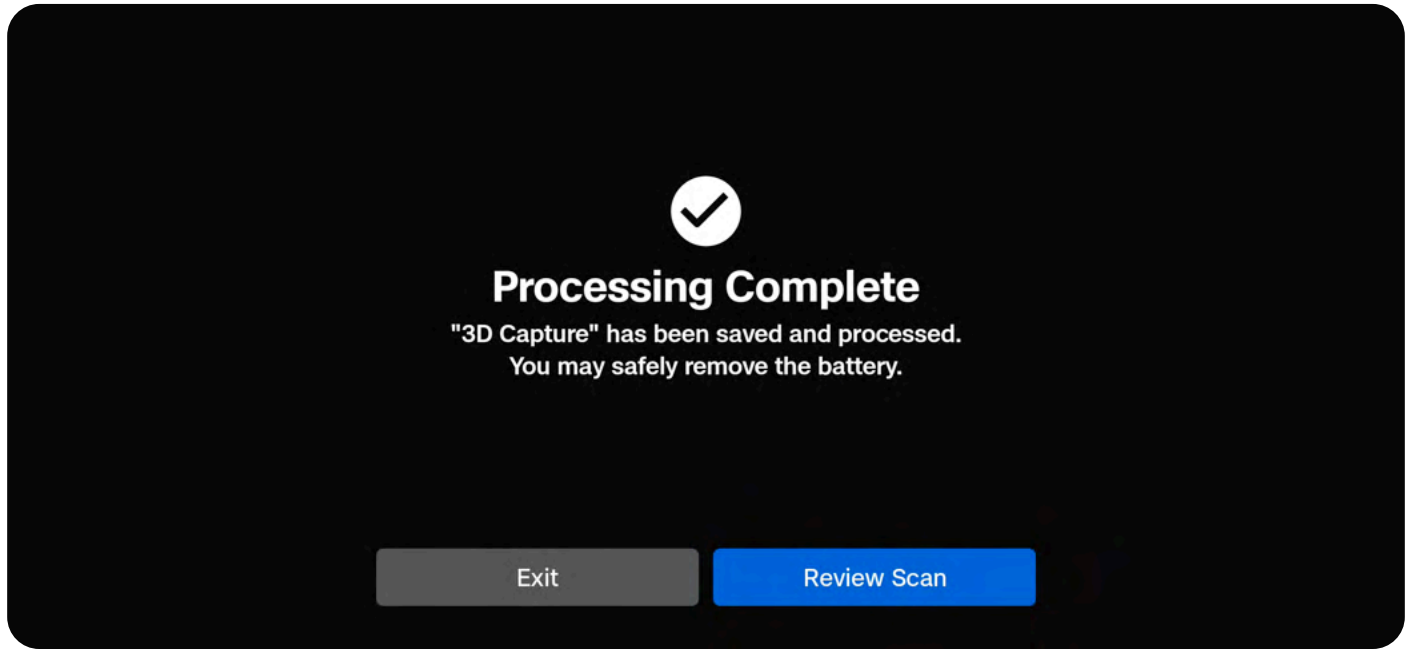 Processing Complete
"3D Capture" has been saved and processed.
You may safely remove the battery.
Exit
Review Scan